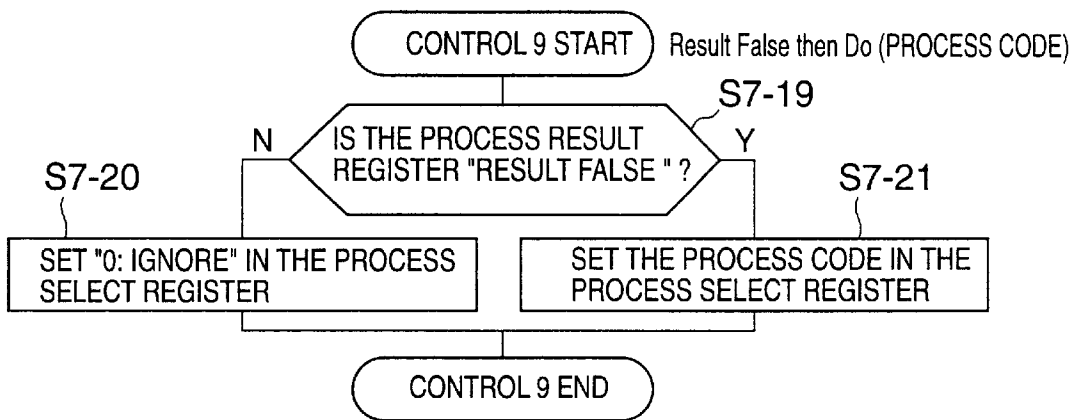 CONTROL 9 START
Result False then Do (PROCESS CODE)
S7-19
N
IS THE PROCESS RESULT
REGISTER "RESULT FALSE " ?
Y
S7-20
S7-21
SET "0: IGNORE" IN THE PROCESS
SELECT REGISTER
SET THE PROCESS CODE IN THE
PROCESS SELECT REGISTER
CONTROL 9 END